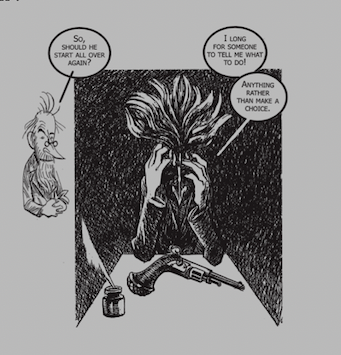 So,
should he
start all over
again?
I long
for someone
to tell me what
to do!
Anything
rather
than make a
choice.